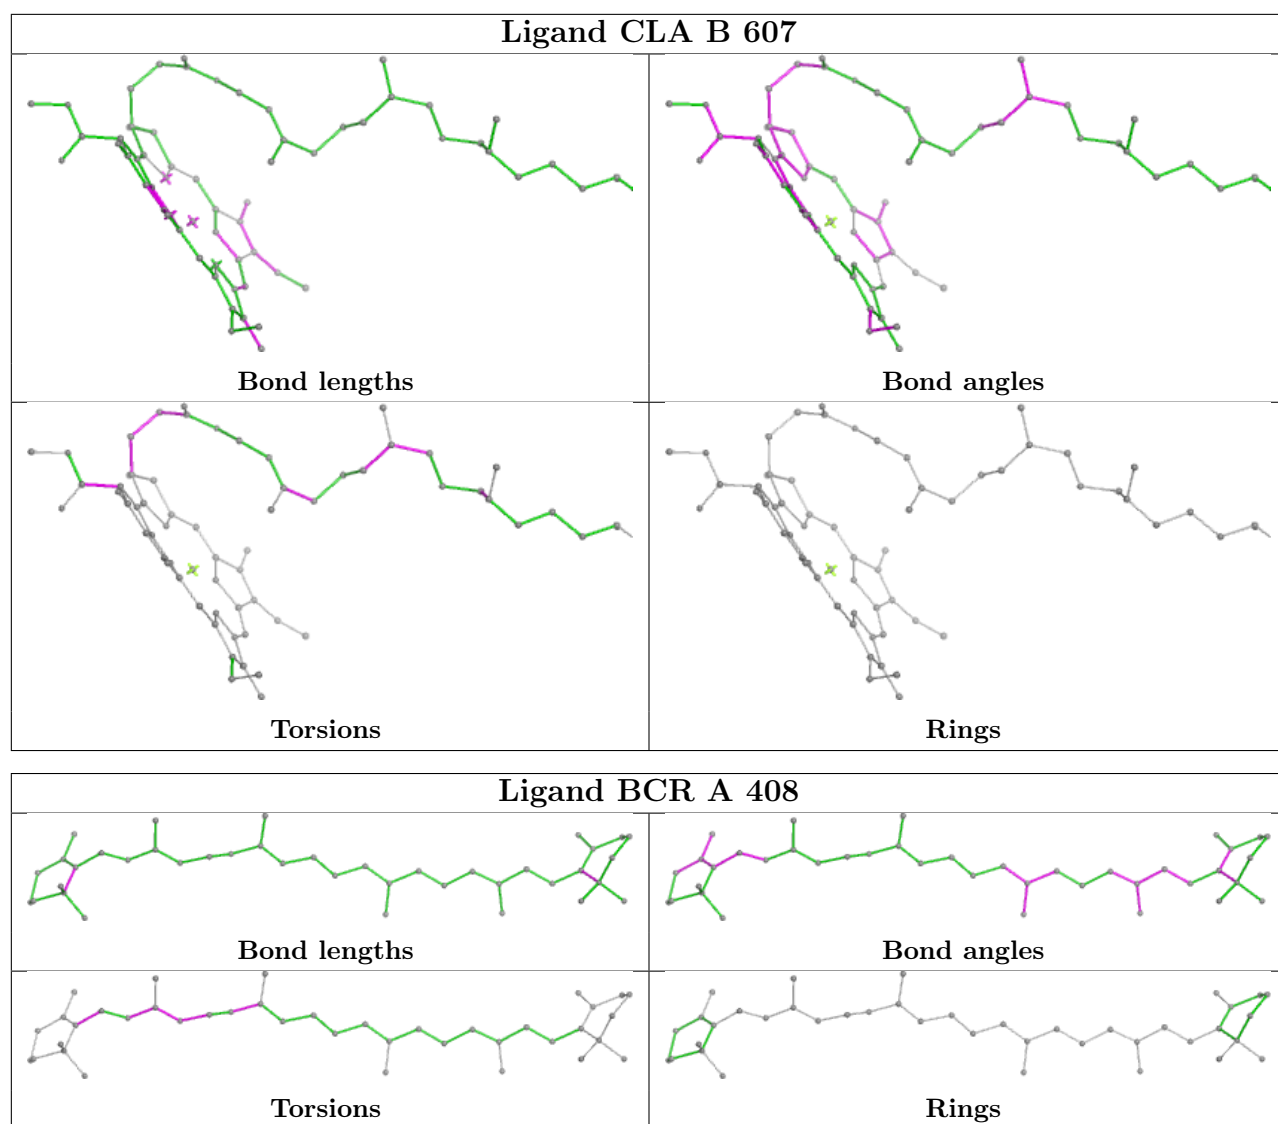 Ligand CLA B 607
Bond lengths
Bond angles
Torsions
Rings
Ligand BCR A 408
Bond lengths
Bond angles
Torsions
Rings